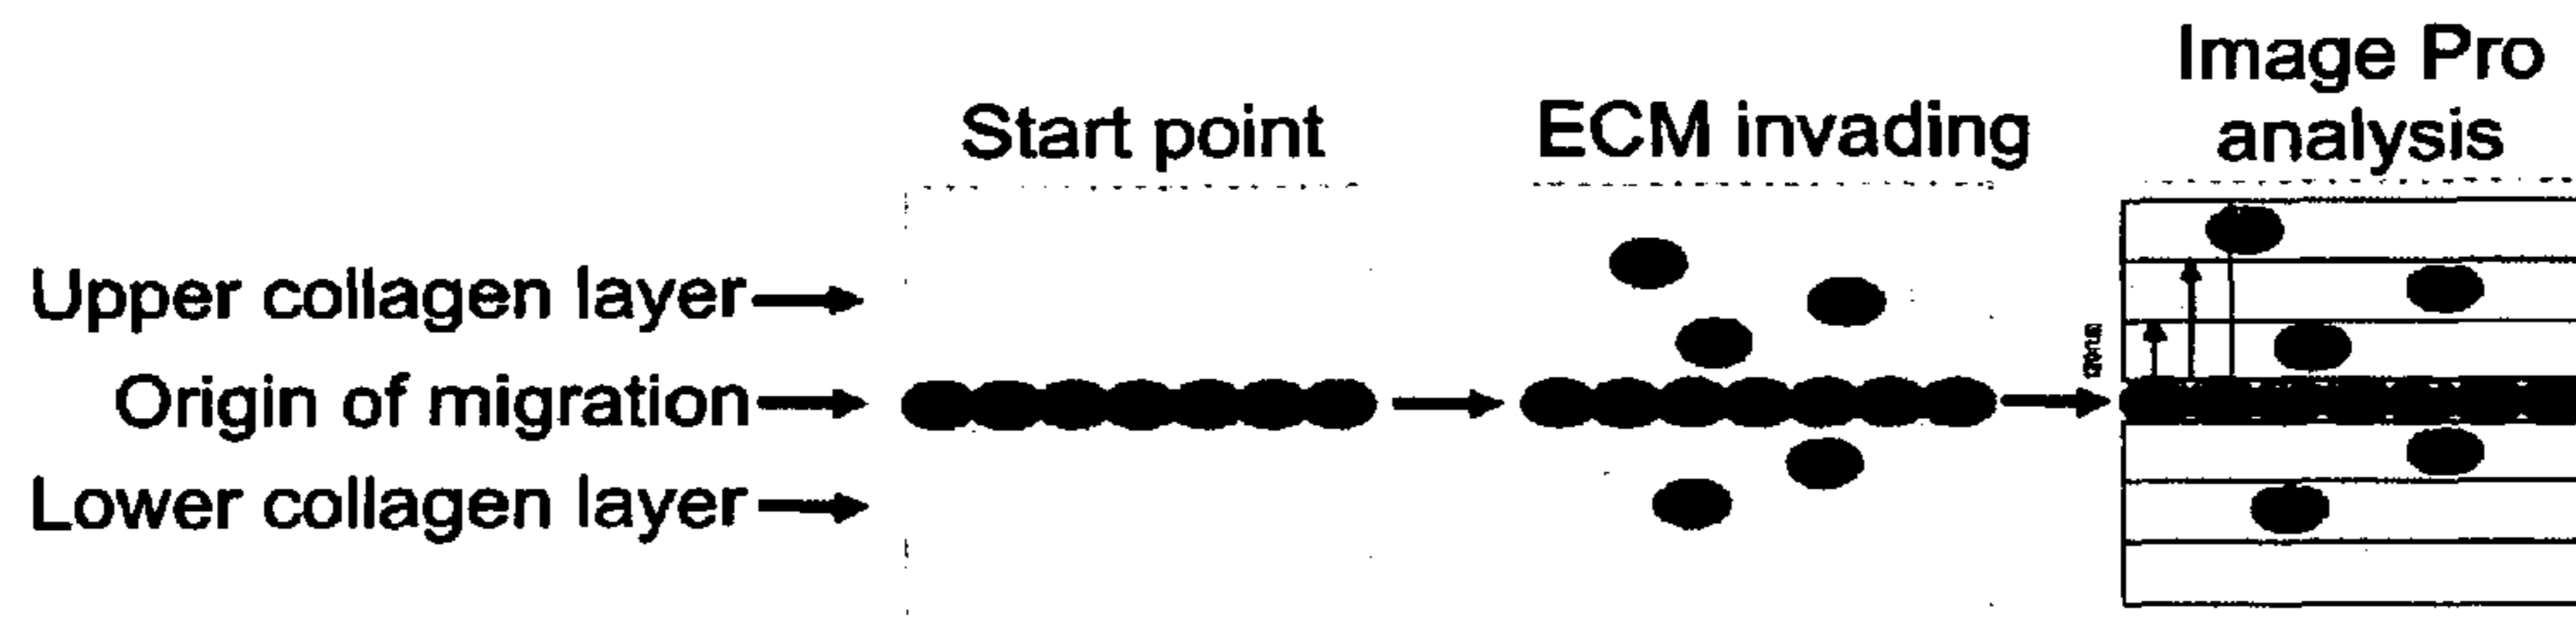 Image Pro
analysis
Start point
ECM invading
Upper collagen layer
Origin of migration
Lower collagen layer